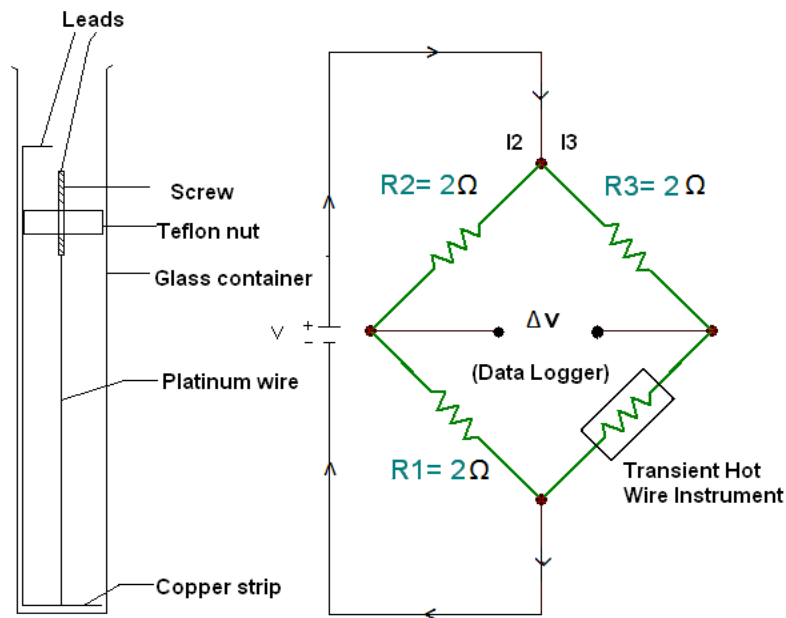 Leads
Screw
Teflon nut
Glass container
Platinum wire
Copper strip
I2 I3
R2= 2Ω
R3= 2Ω
V
+
-
ΔV
(Data Logger)
R1= 2Ω
Transient Hot
Wire Instrument